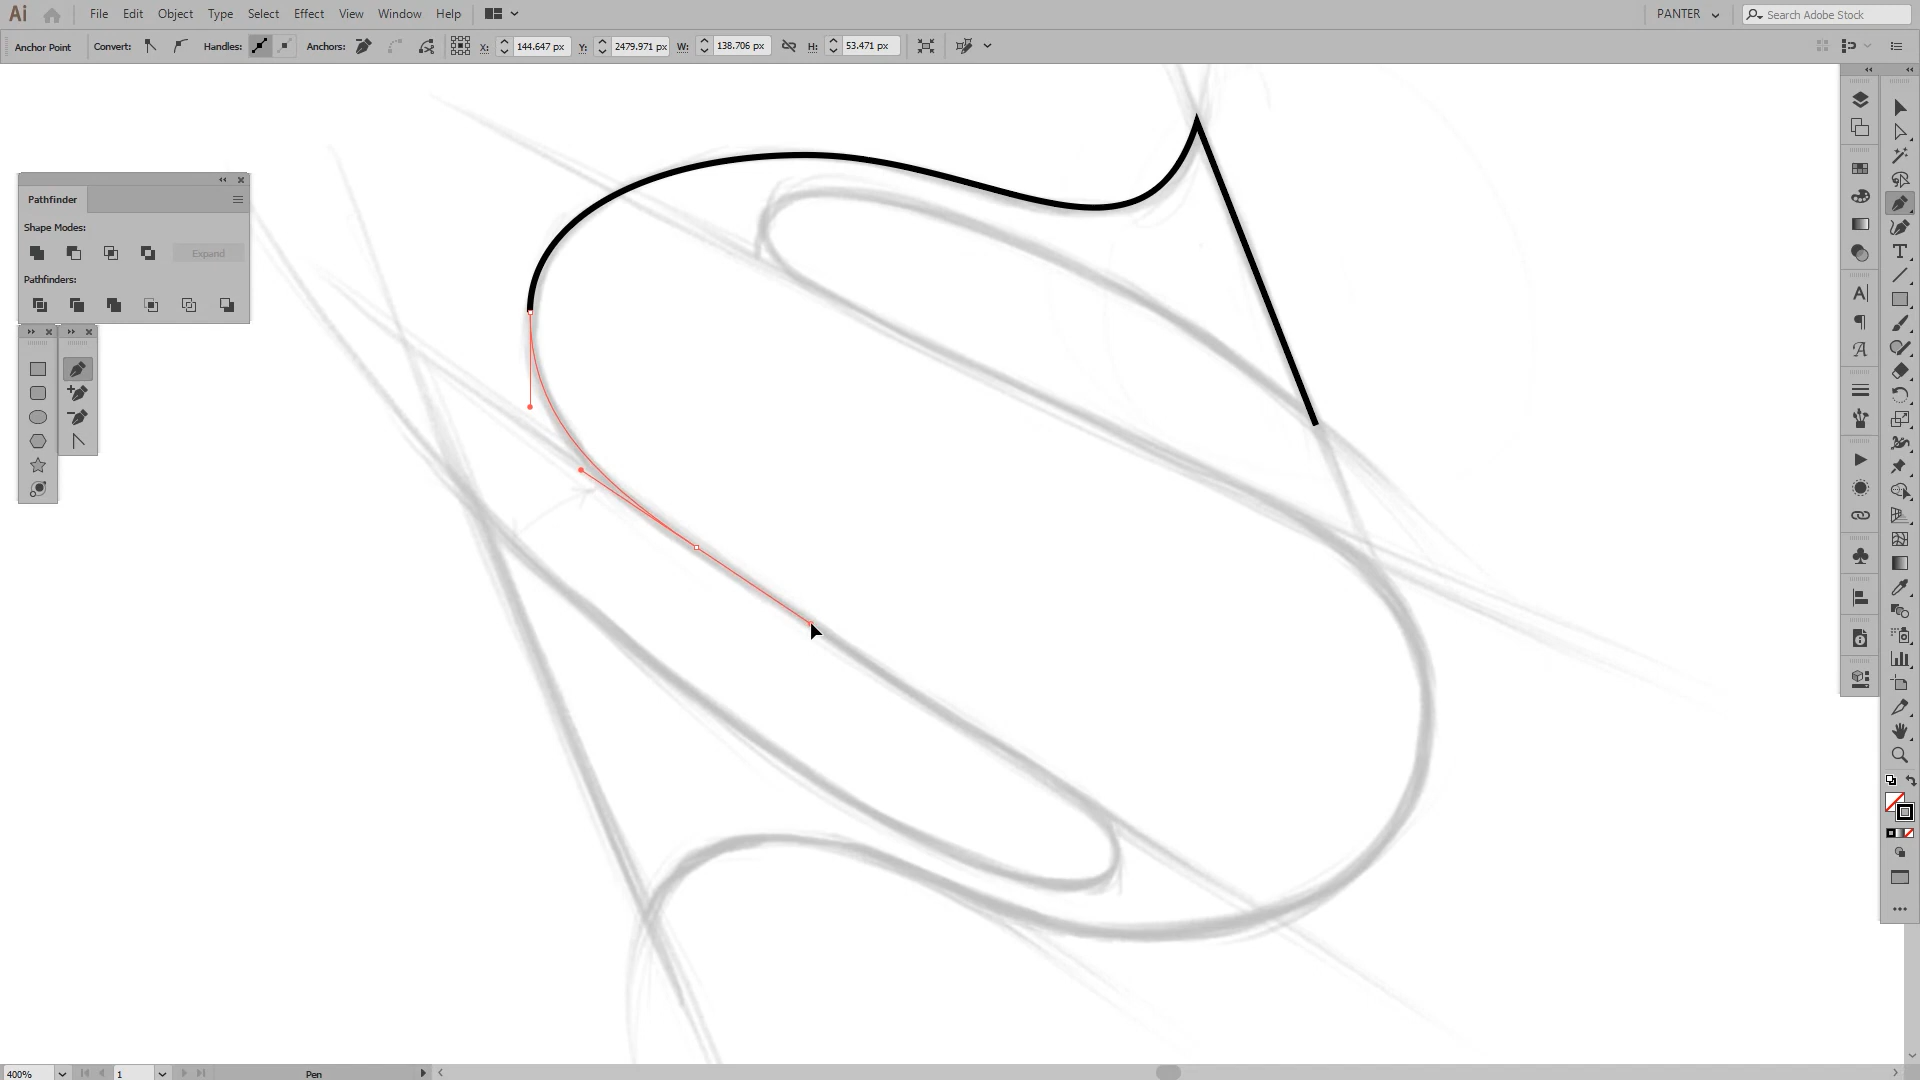 Ai File Edit Object Type Select Effect View Window Help PANTER Search Adobe Stock
Anchor Point Convert: Handles: Anchors: X: 144.647 px Y: 2479.971 px W: 138.706 px H: 53.471 px
Pathfinder
Shape Modes:
Expand
Pathfinders:
400% 1 Pen